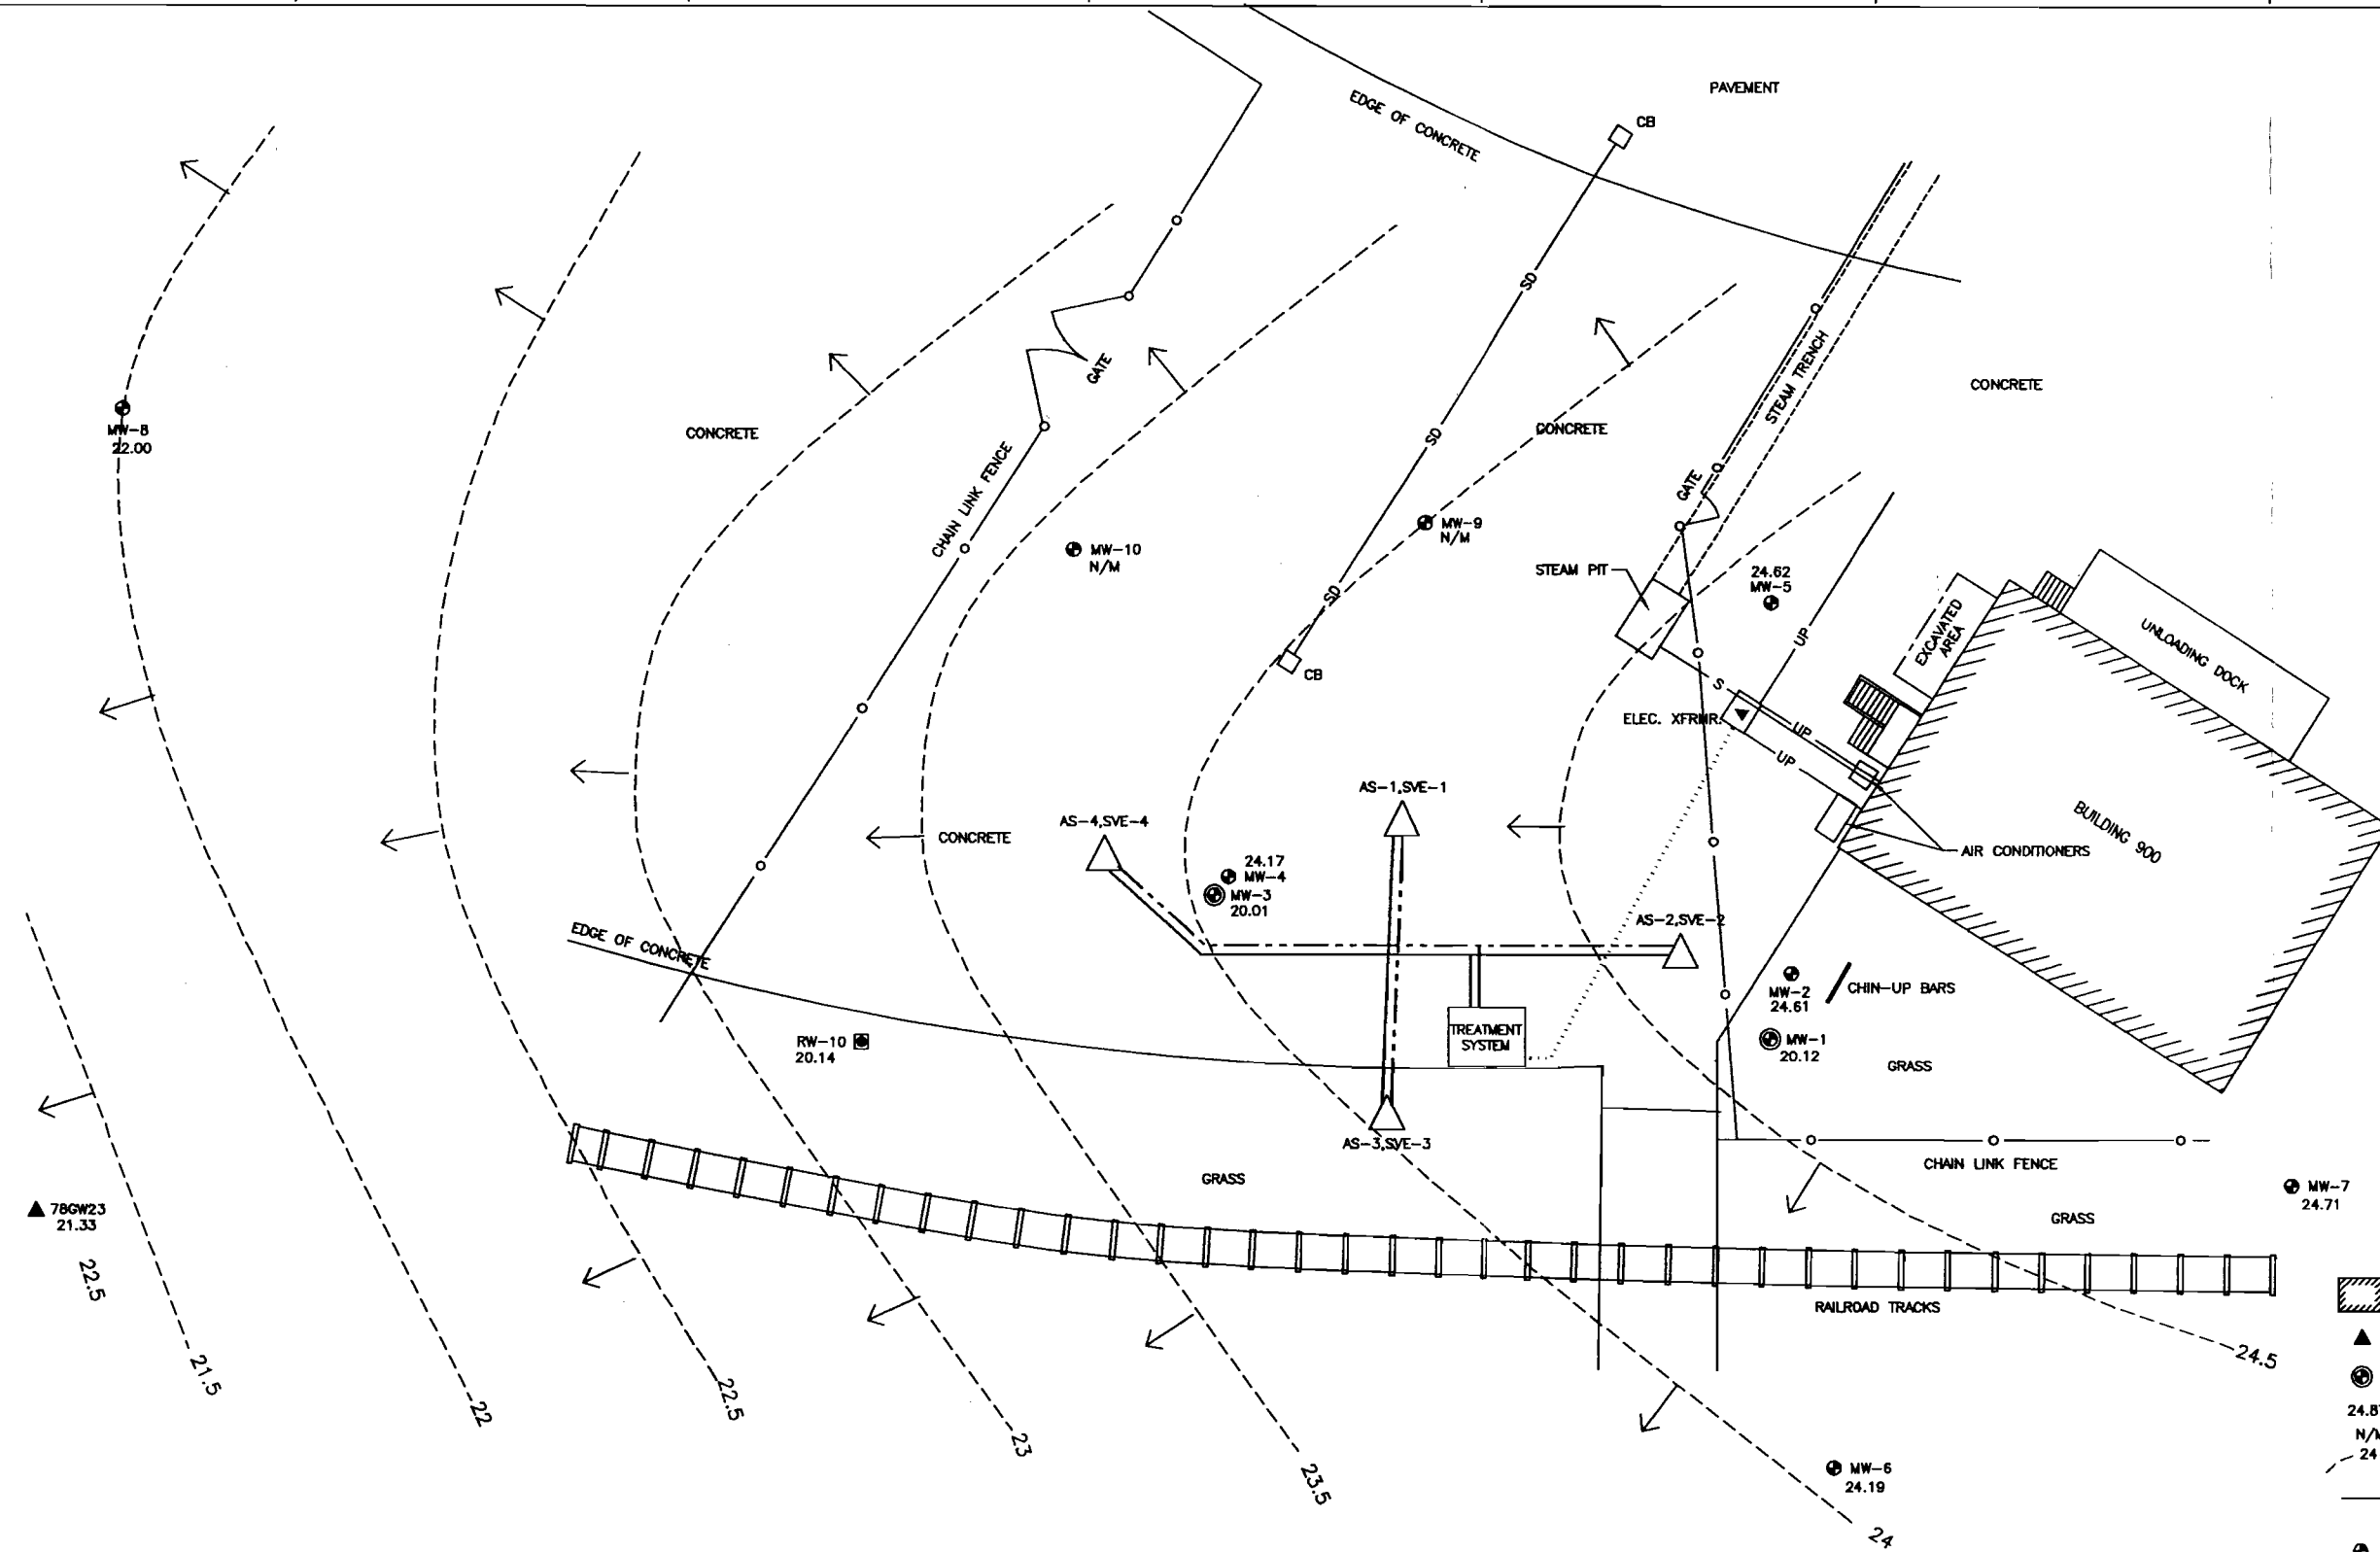 PAVEMENT
EDGE OF CONCRETE
CB
SD
SD
SD
CB
STEAM TRENCH
CONCRETE
CONCRETE
CONCRETE
GATE
GATE
CHAIN LINK FENCE
MW-8
22.00
MW-10
N/M
MW-9
N/M
STEAM PIT
24.62
MW-5
UP
EXCAVATED
AREA
UNLOADING DOCK
S
ELEC. XFRMR.
UP
UP
BUILDING 900
AIR CONDITIONERS
AS-1,SVE-1
AS-4,SVE-4
CONCRETE
24.17
MW-4
MW-3
20.01
AS-2,SVE-2
EDGE OF CONCRETE
MW-2
24.61
CHIN-UP BARS
TREATMENT
SYSTEM
MW-1
20.12
RW-10
20.14
GRASS
AS-3,SVE-3
CHAIN LINK FENCE
GRASS
MW-7
24.71
GRASS
78GW23
21.33
22.5
RAILROAD TRACKS
21.5
22
22.5
23
23.5
24.5
24
MW-6
24.19
24.8
N/M
24